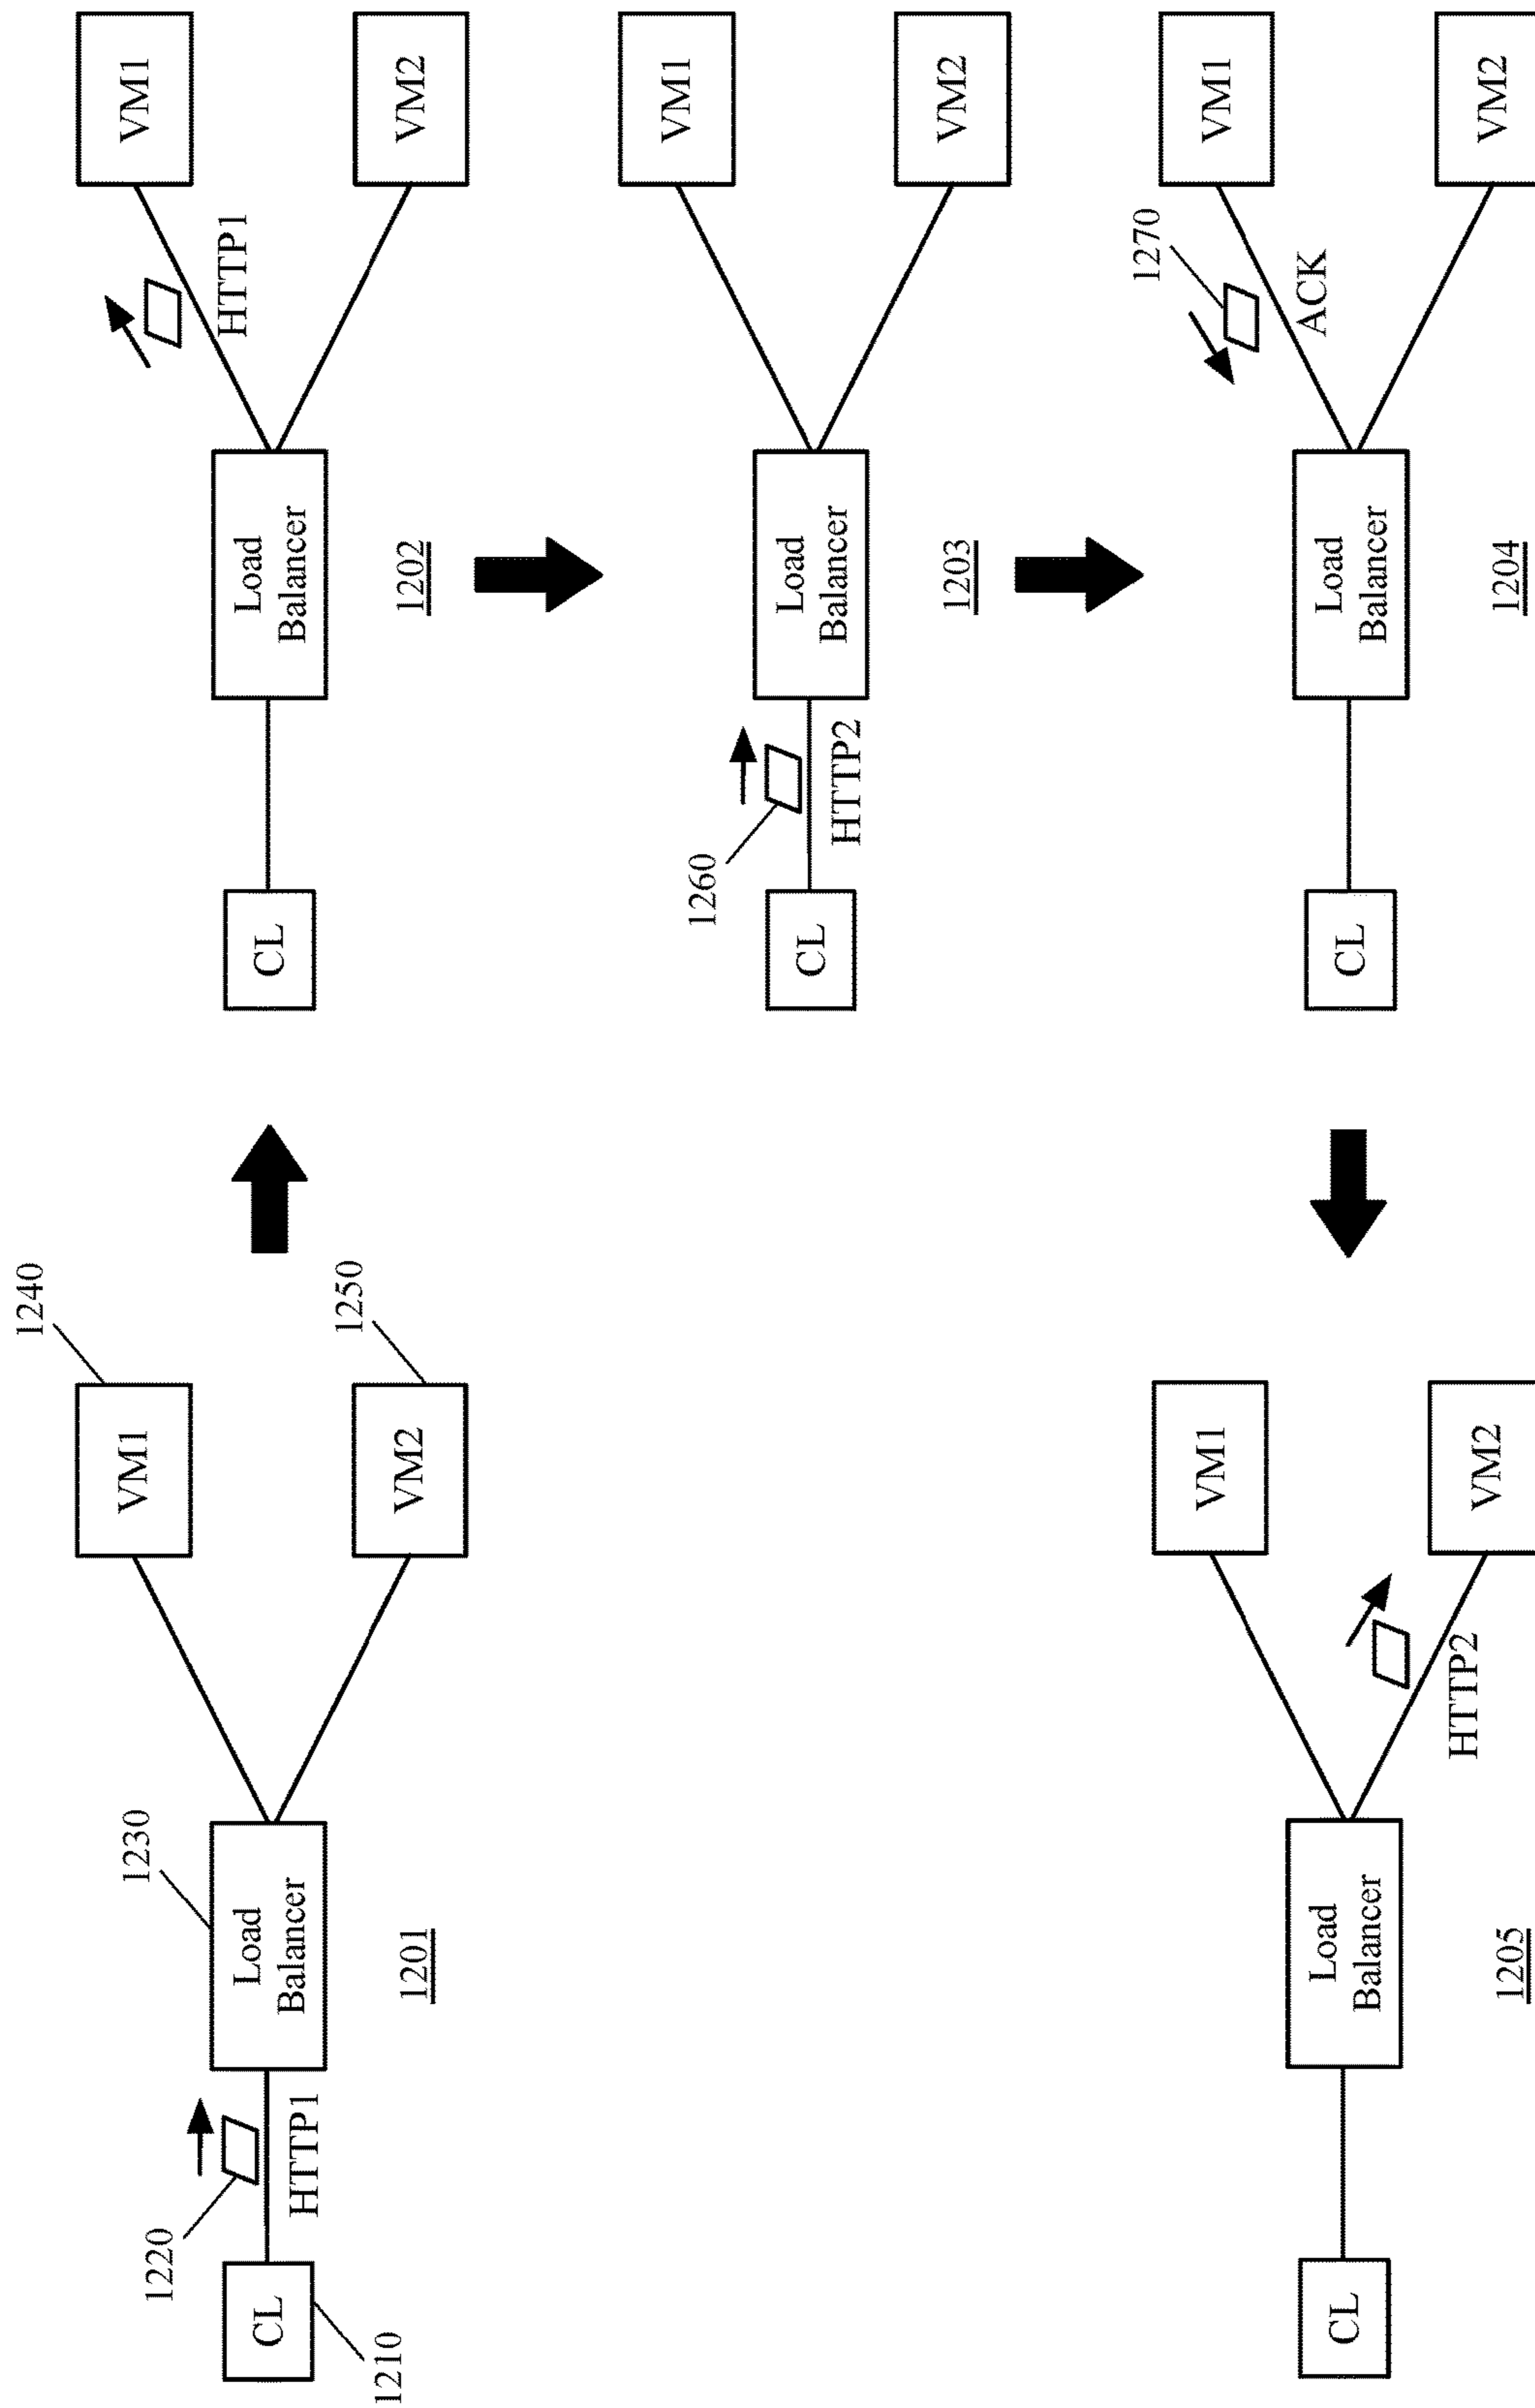 1240
VM1
1230
1220
CL
HTTP1
Load
Balancer
1250
VM2
1210
1201
VM1
HTTP1
CL
Load
Balancer
VM2
1202
VM1
1260
CL
HTTP2
Load
Balancer
VM2
1203
1270
VM1
ACK
CL
Load
Balancer
VM2
1204
VM1
CL
Load
Balancer
HTTP2
VM2
1205